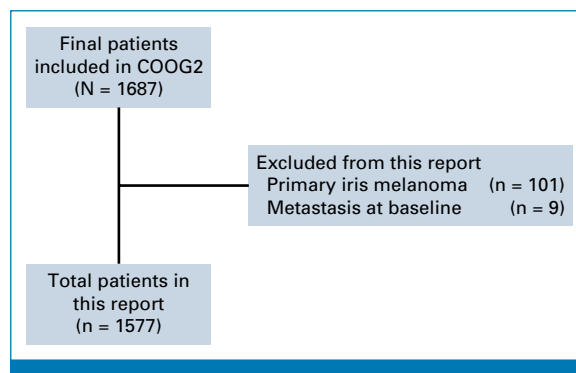 Final patients
included in COOG2
(N = 1687)
Excluded from this report
Primary iris melanoma (n = 101)
Metastasis at baseline (n = 9)
Total patients in
this report
(n = 1577)